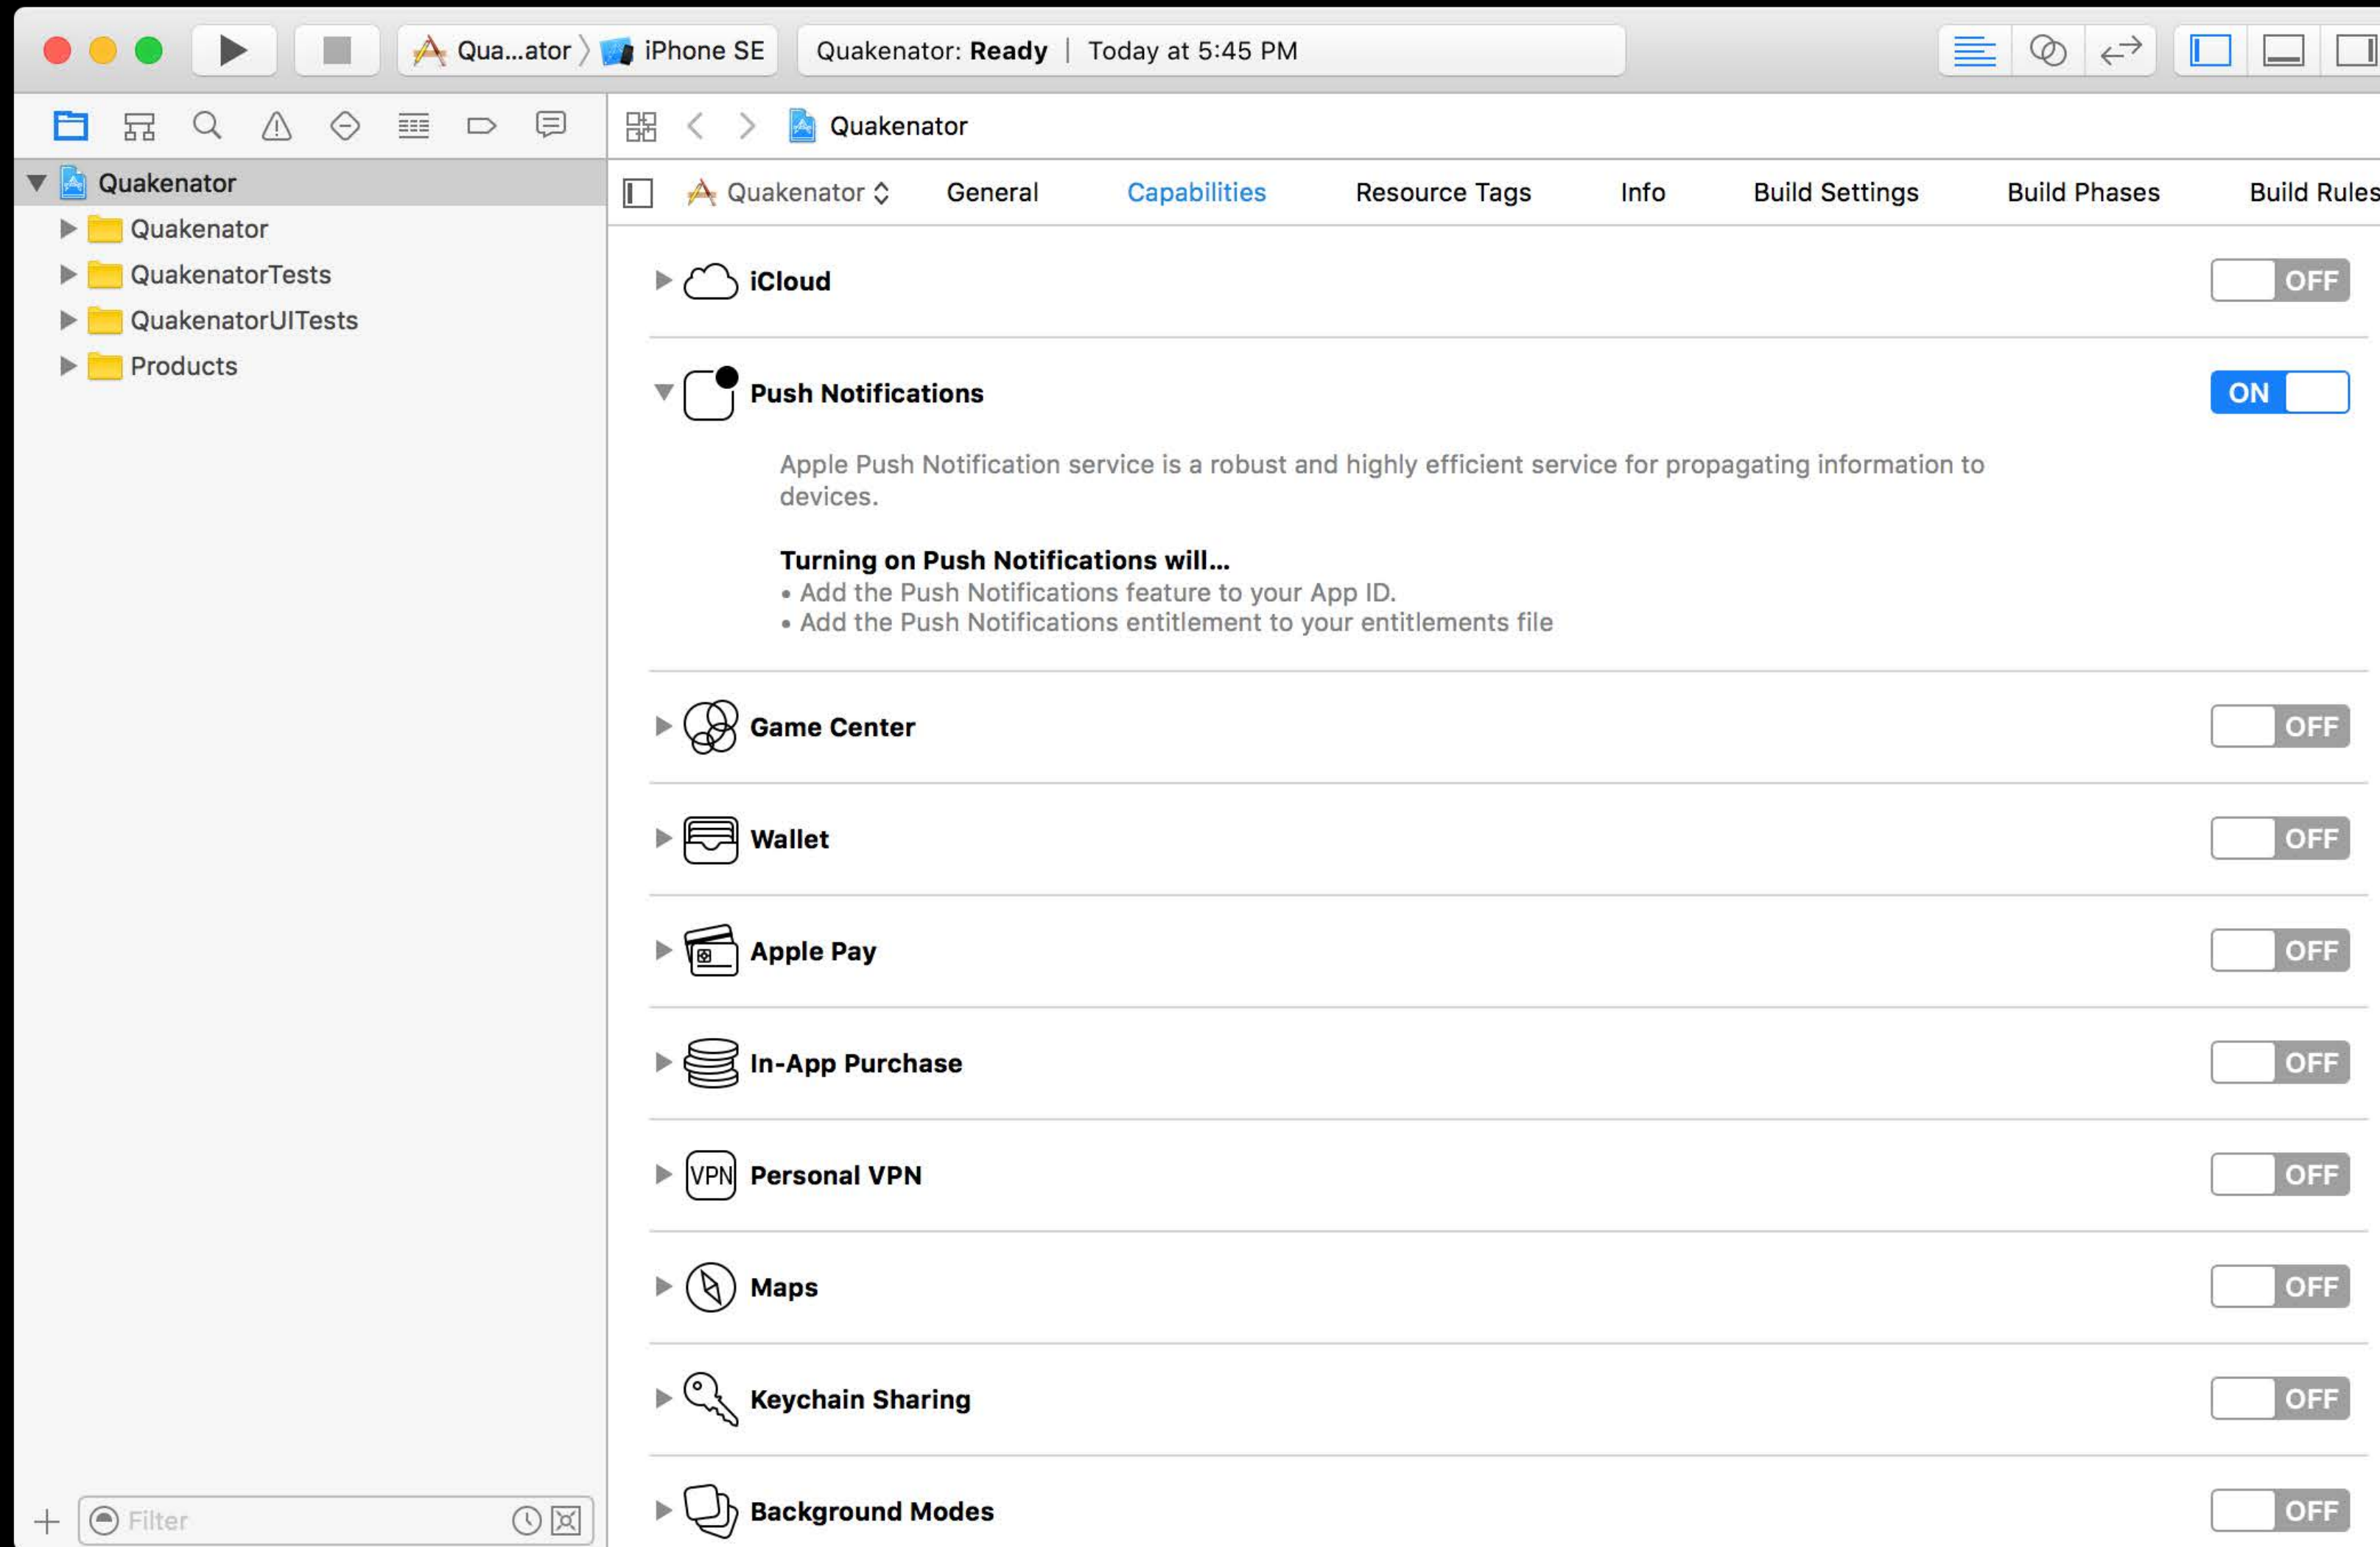 Qua...ator iPhone SE Quakenator: Ready | Today at 5:45 PM
Quakenator
Quakenator
Quakenator
QuakenatorTests
QuakenatorUITests
Products
Filter
Quakenator General Capabilities Resource Tags Info Build Settings Build Phases Build Rules
iCloud OFF
Push Notifications ON
Apple Push Notification service is a robust and highly efficient service for propagating information to
devices.
Turning on Push Notifications will...
• Add the Push Notifications feature to your App ID.
• Add the Push Notifications entitlement to your entitlements file
Game Center OFF
Wallet OFF
Apple Pay OFF
In-App Purchase OFF
VPN Personal VPN OFF
Maps OFF
Keychain Sharing OFF
Background Modes OFF